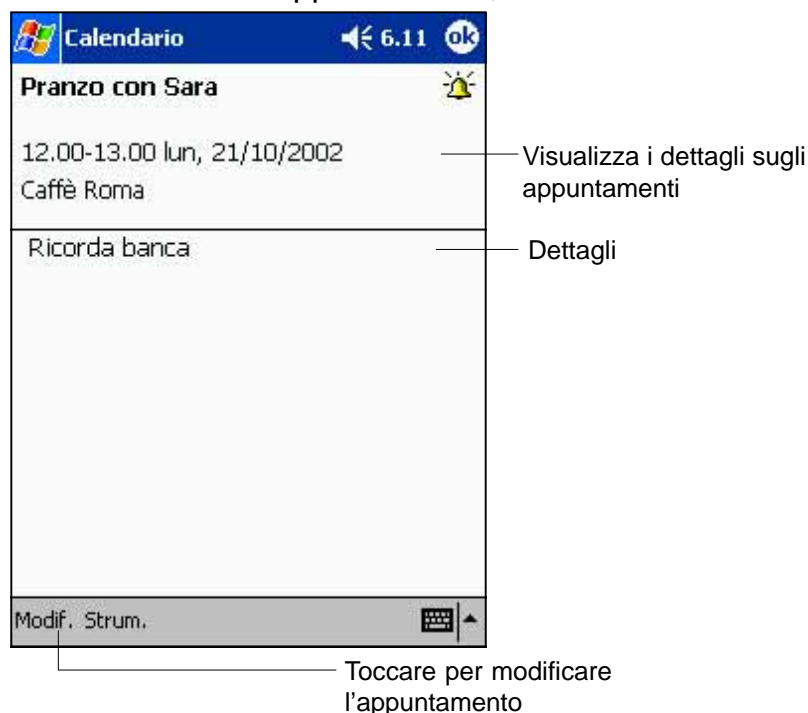 Calendario 6.11 ok
Pranzo con Sara
12.00-13.00 lun, 21/10/2002
Caffè Roma
Visualizza i dettagli sugli
appuntamenti
Ricorda banca
Dettagli
Modif. Strum.
Toccare per modificare
l'appuntamento